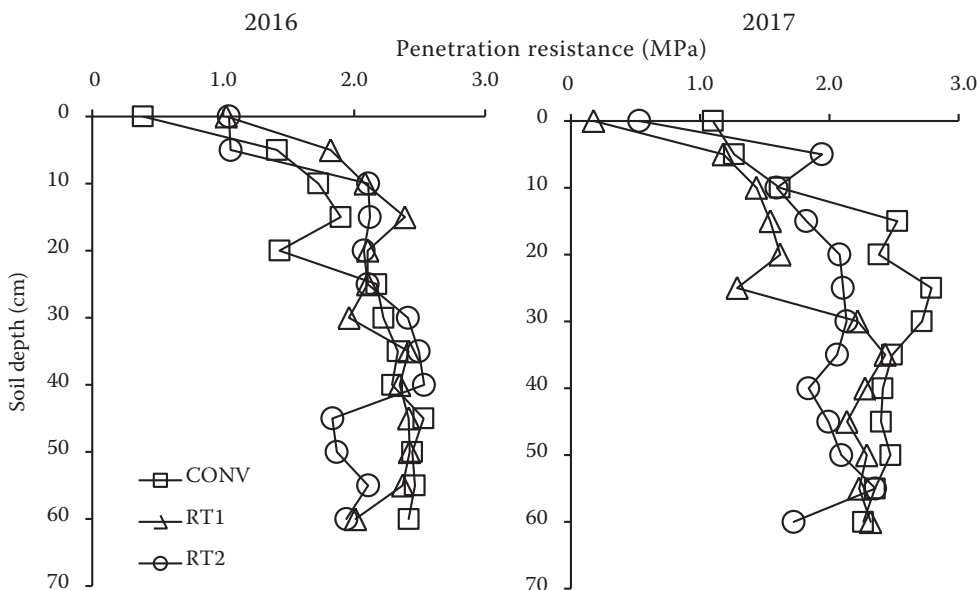 2016 2017
Penetration resistance (MPa)
0 1.0 2.0 3.0 0 1.0 2.0 3.0
0 0
10 10
20 20
30 30
40 40
50 50
60 60
70 70
Soil depth (cm)
CONV
RT1
RT2